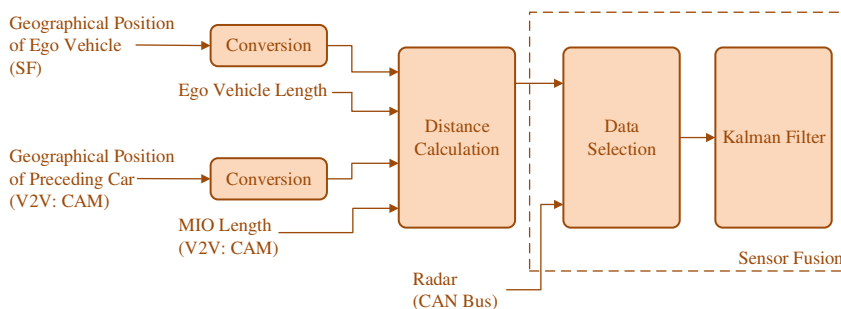 Geographical Position
of Ego Vehicle
(SF)
Conversion
Ego Vehicle Length
Geographical Position
of Preceding Car
(V2V: CAM)
Conversion
MIO Length
(V2V: CAM)
Distance
Calculation
Radar
(CAN Bus)
Data
Selection
Kalman Filter
Sensor Fusion